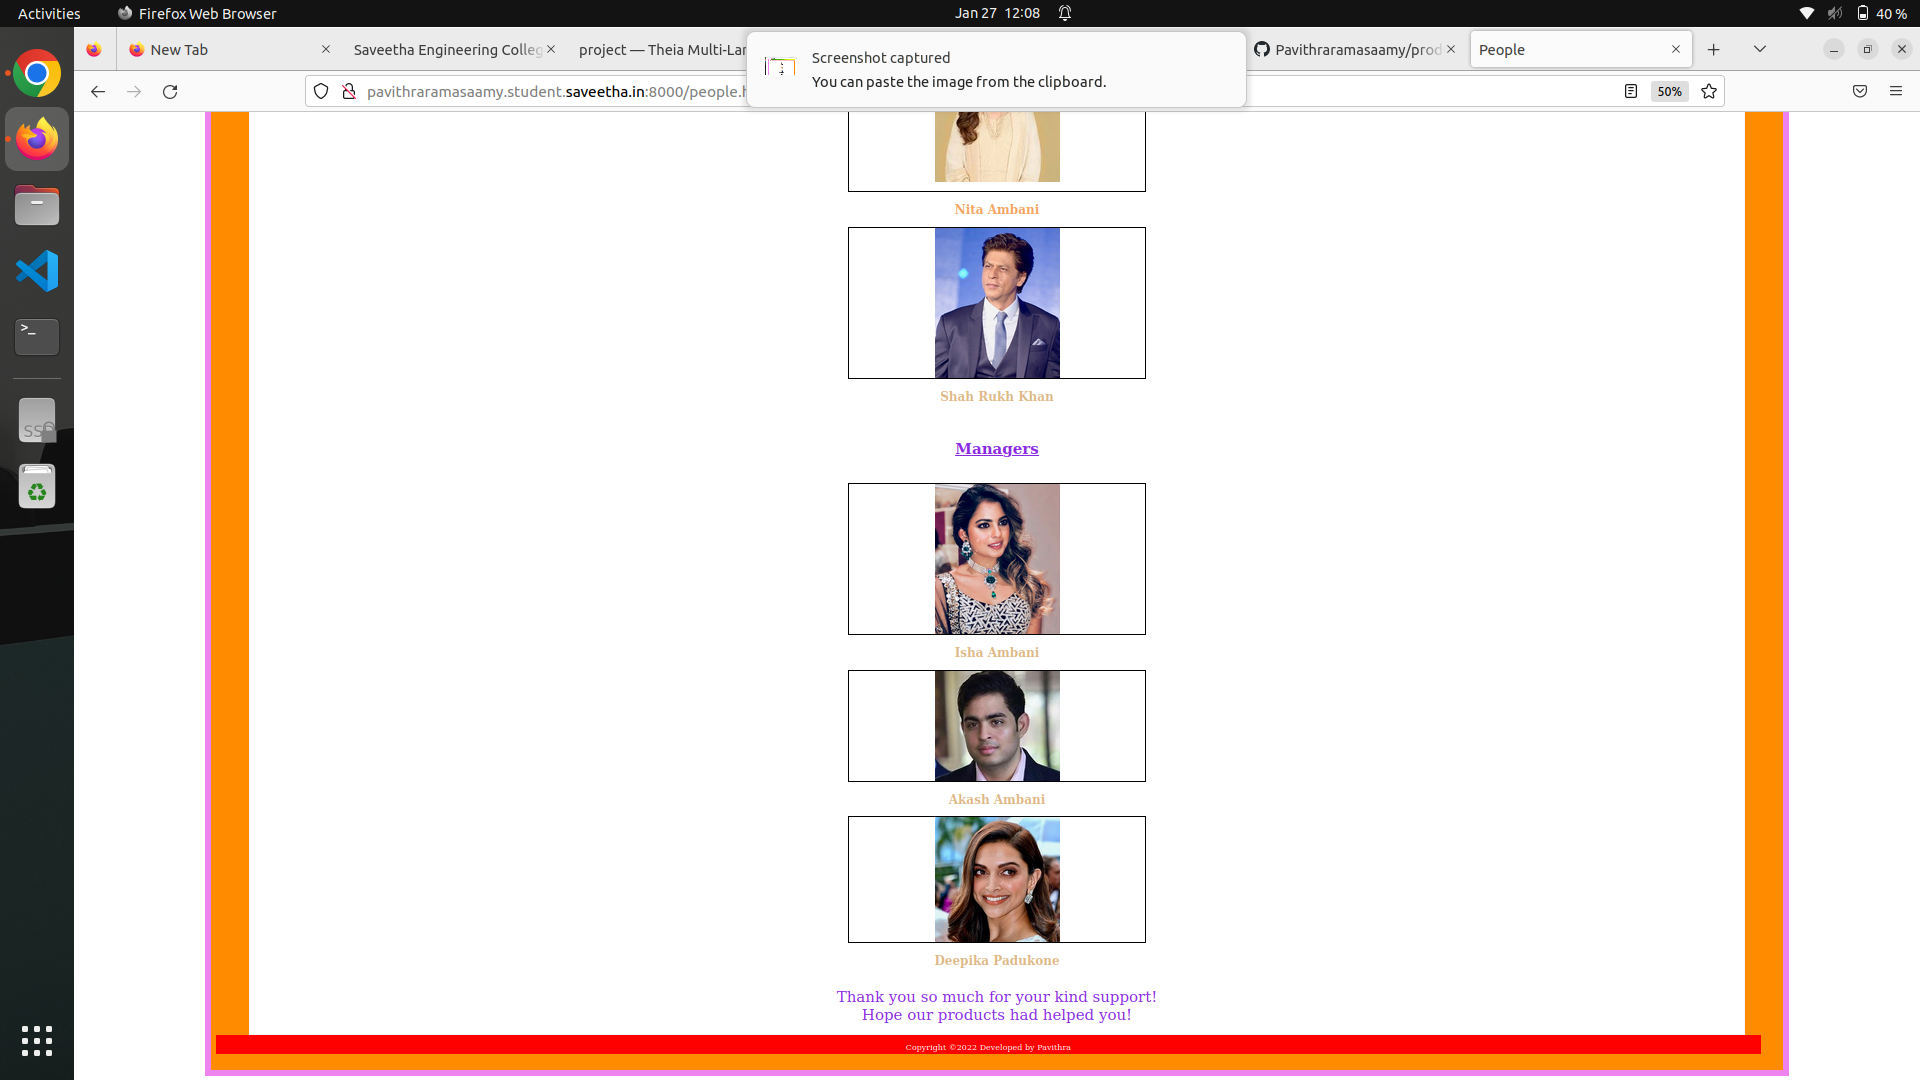 Activities
Firefox Web Browser
Jan 27 12:08
40 %
New Tab
Saveetha Engineering Colleg
project — Theia Multi-Lan
Pavithraramasaamy/prod
People
Screenshot captured
You can paste the image from the clipboard.
pavithraramasaamy.student.saveetha.in:8000/people.h
50%
Nita Ambani
Shah Rukh Khan
Managers
Isha Ambani
Akash Ambani
Deepika Padukone
Thank you so much for your kind support!
Hope our products had helped you!
Copyright ©2022 Developed by Pavithra